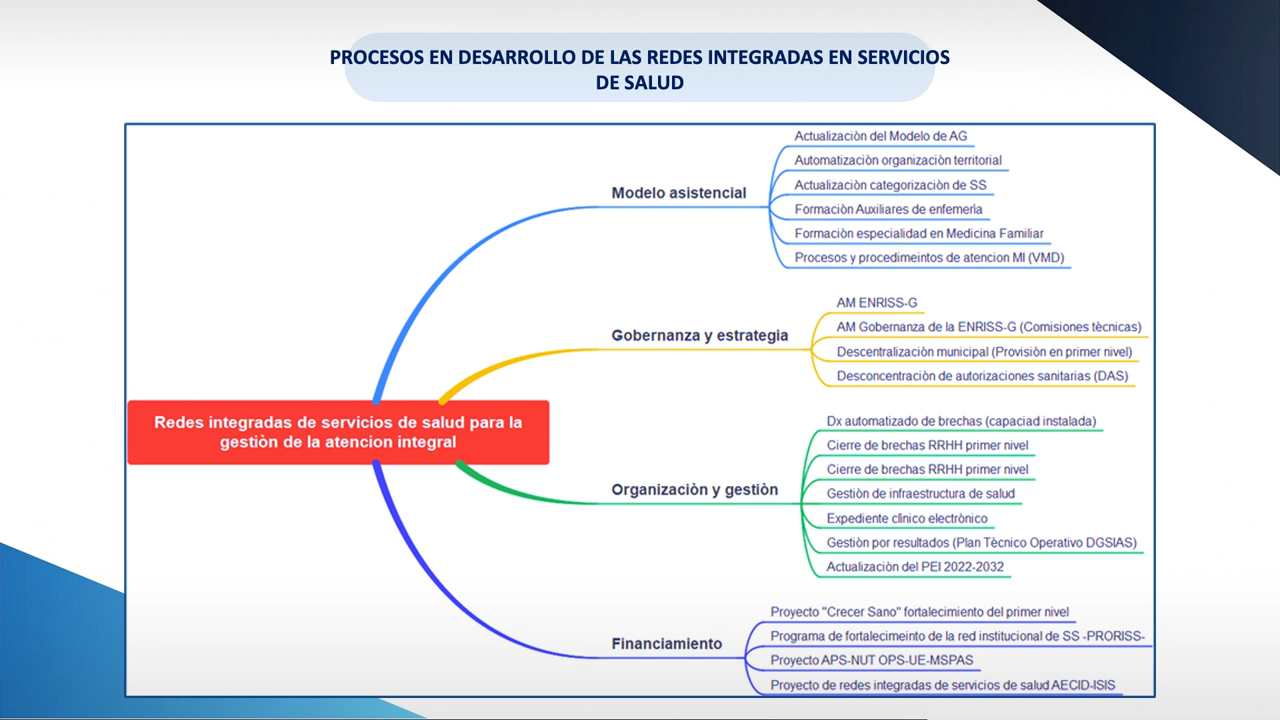 PROCESOS EN DESARROLLO DE LAS REDES INTEGRADAS EN SERVICIOS
DE SALUD
Redes integradas de servicios de salud para la
gestiòn de la atencion integral
Modelo asistencial
Actualizaciòn del Modelo de AG
Automatizaciòn organizaciòn territorial
Actualizaciòn categorizaciòn de SS
Formaciòn Auxiliares de enfemerìa
Formaciòn especialidad en Medicina Familiar
Procesos y procedimeintos de atencion MI (VMD)
Gobernanza y estrategia
AM ENRISS-G
AM Gobernanza de la ENRISS-G (Comisiones tècnicas)
Descentralizaciòn municipal (Provisiòn en primer nivel)
Desconcentraciòn de autorizaciones sanitarias (DAS)
Organizaciòn y gestiòn
Dx automatizado de brechas (capaciad instalada)
Cierre de brechas RRHH primer nivel
Cierre de brechas RRHH primer nivel
Gestiòn de infraestructura de salud
Expediente clìnico electrònico
Gestiòn por resultados (Plan Tècnico Operativo DGSIAS)
Actualizaciòn del PEI 2022-2032
Financiamiento
Proyecto "Crecer Sano" fortalecimiento del primer nivel
Programa de fortalecimeinto de la red institucional de SS -PRORISS-
Proyecto APS-NUT OPS-UE-MSPAS
Proyecto de redes integradas de servicios de salud AECID-ISIS